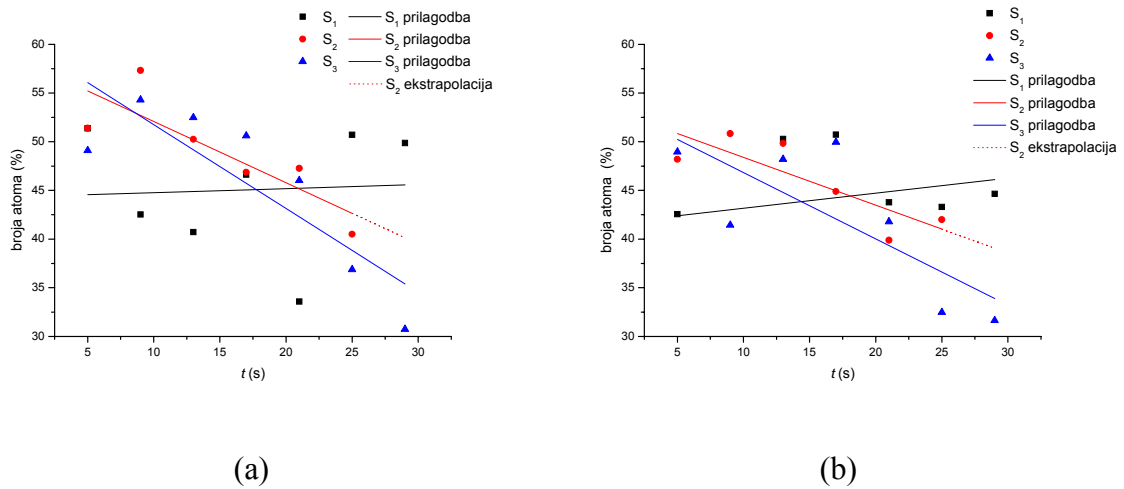 S₁ S₁ prilagodba
S₂ S₂ prilagodba
S₃ S₃ prilagodba
S₂ ekstrapolacija
60
55
50
45
40
35
30
broja atoma (%)
5 10 15 20 25 30
t (s)
(a)
S₁
S₂
S₃
S₁ prilagodba
S₂ prilagodba
S₃ prilagodba
S₂ ekstrapolacija
60
55
50
45
40
35
30
broja atoma (%)
5 10 15 20 25 30
t (s)
(b)